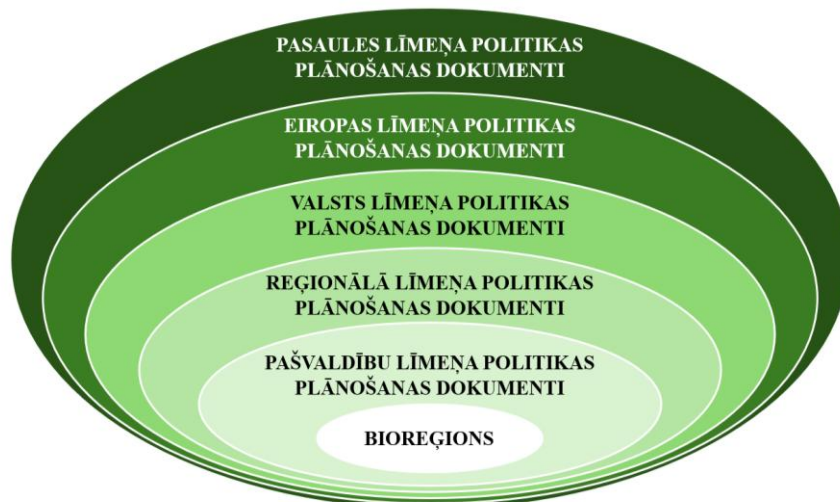 PASAULES LĪMEŅA POLITIKAS
PLĀNOŠANAS DOKUMENTI
EIROPAS LĪMEŅA POLITIKAS
PLĀNOŠANAS DOKUMENTI
VALSTS LĪMEŅA POLITIKAS
PLĀNOŠANAS DOKUMENTI
REĢIONĀLĀ LĪMEŅA POLITIKAS
PLĀNOŠANAS DOKUMENTI
PAŠVALDĪBU LĪMEŅA POLITIKAS
PLĀNOŠANAS DOKUMENTI
BIOREĢIONS